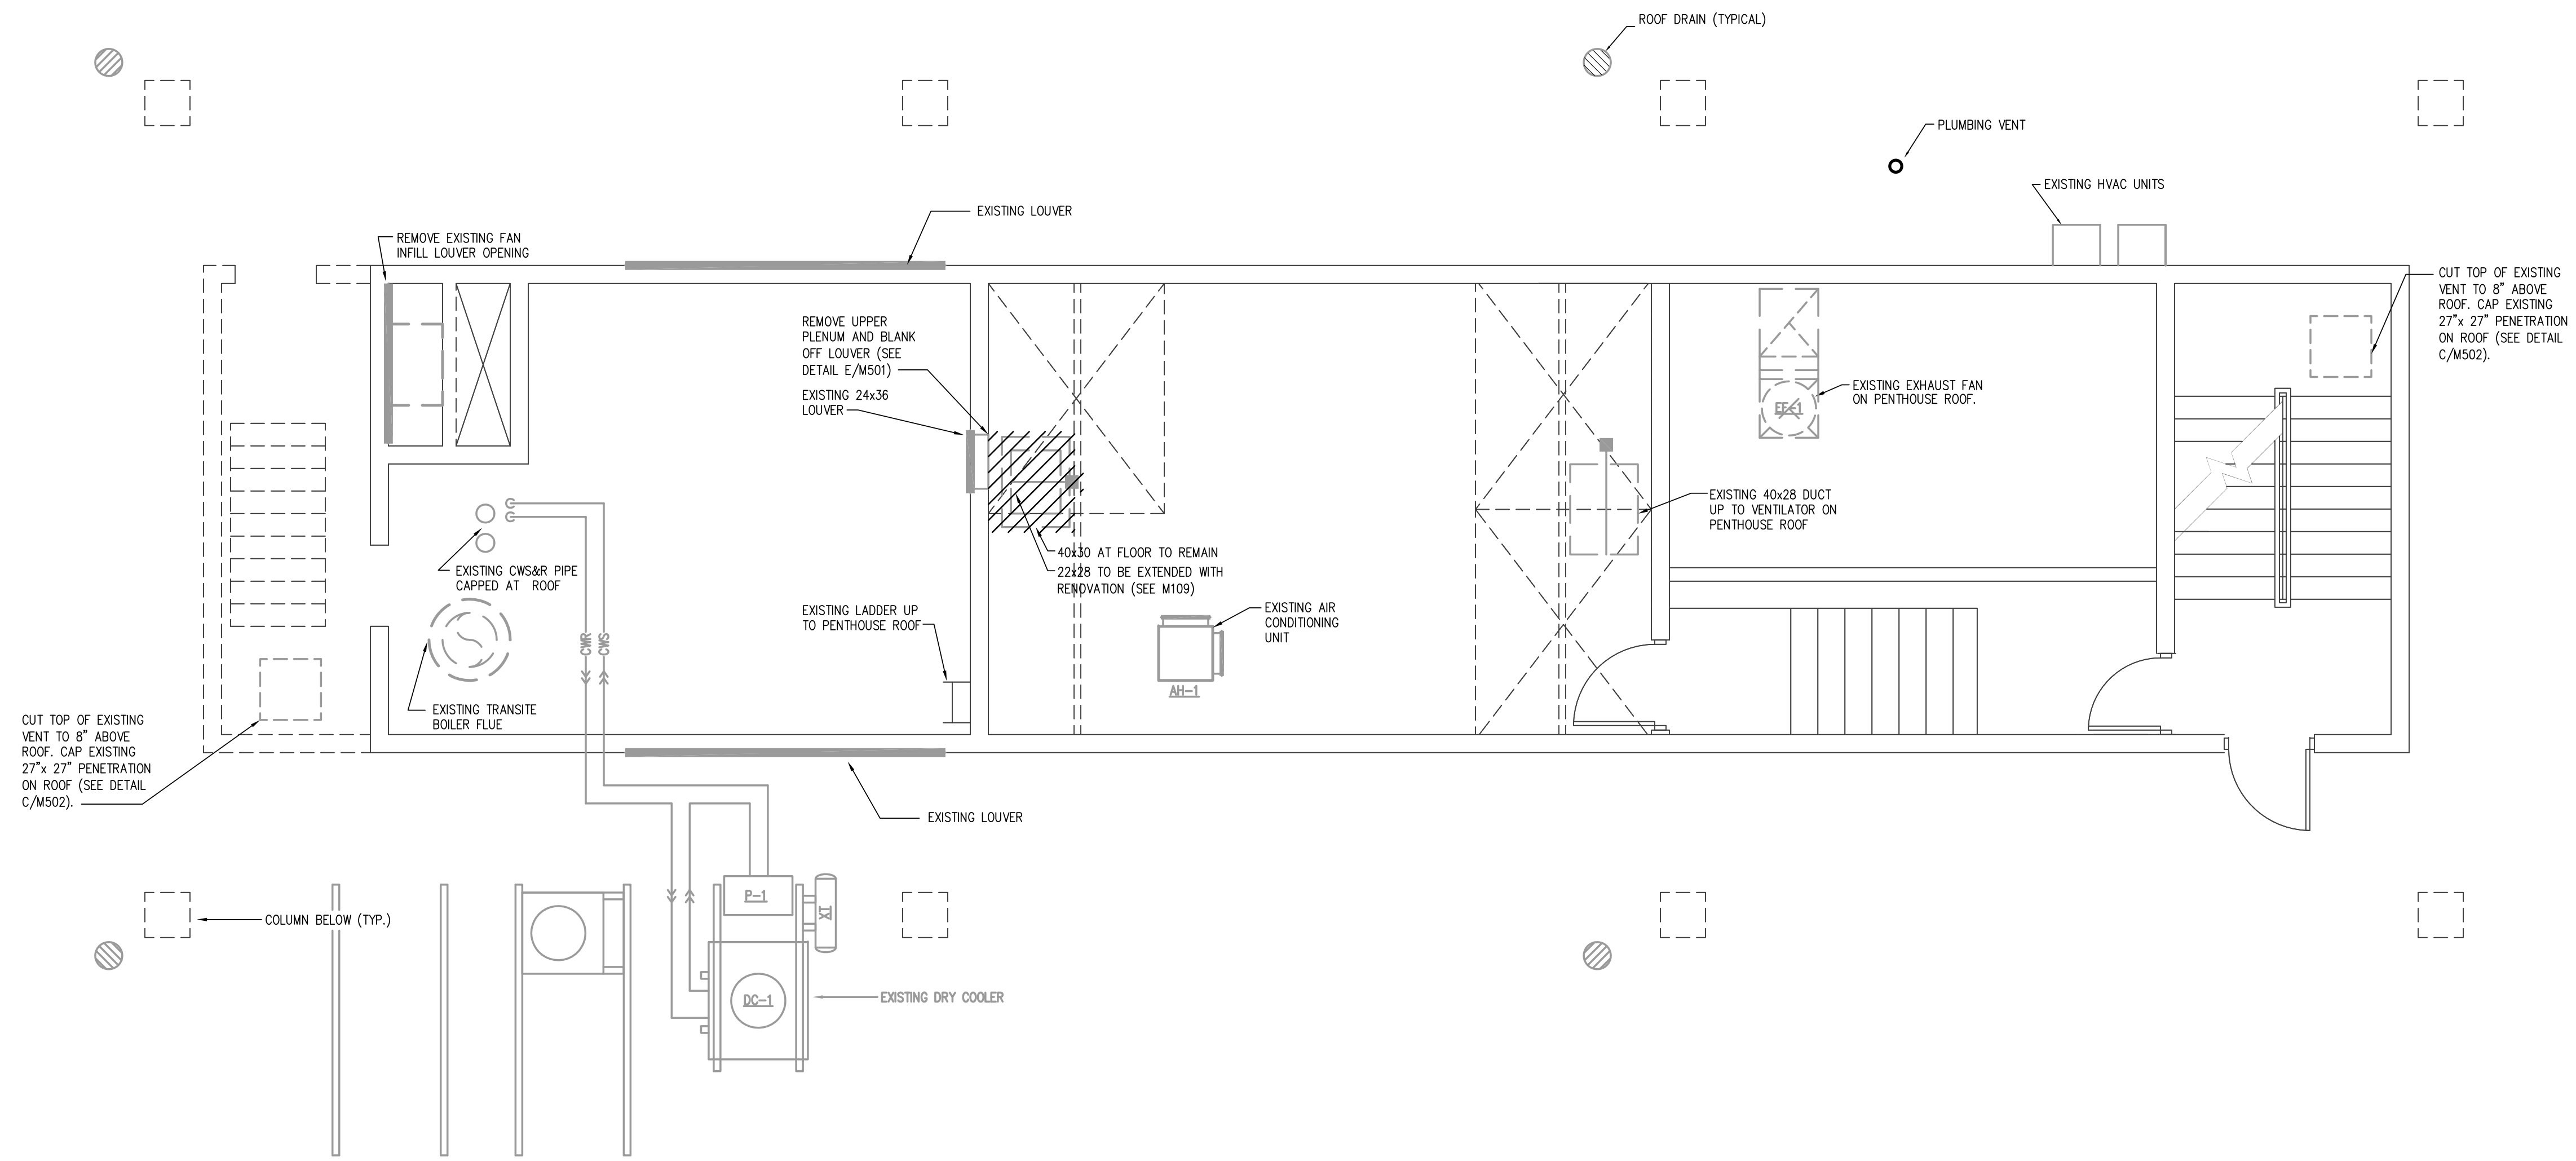 ROOF DRAIN (TYPICAL)
PLUMBING VENT
EXISTING HVAC UNITS
EXISTING LOUVER
REMOVE EXISTING FAN
INFILL LOUVER OPENING
CUT TOP OF EXISTING
VENT TO 8" ABOVE
ROOF. CAP EXISTING
27"x 27" PENETRATION
ON ROOF (SEE DETAIL
C/M502).
REMOVE UPPER
PLENUM AND BLANK
OFF LOUVER (SEE
DETAIL E/M501)
EXISTING 24x36
LOUVER
EXISTING EXHAUST FAN
ON PENTHOUSE ROOF.
EF-1
EXISTING 40x28 DUCT
UP TO VENTILATOR ON
PENTHOUSE ROOF
40x30 AT FLOOR TO REMAIN
22x28 TO BE EXTENDED WITH
RENOVATION (SEE M109)
EXISTING CWS&R PIPE
CAPPED AT ROOF
EXISTING LADDER UP
TO PENTHOUSE ROOF
EXISTING AIR
CONDITIONING
UNIT
AH-1
CWR
CWS
EXISTING TRANSITE
BOILER FLUE
CUT TOP OF EXISTING
VENT TO 8" ABOVE
ROOF. CAP EXISTING
27"x 27" PENETRATION
ON ROOF (SEE DETAIL
C/M502).
EXISTING LOUVER
P-1
COLUMN BELOW (TYP.)
DC-1
EXISTING DRY COOLER